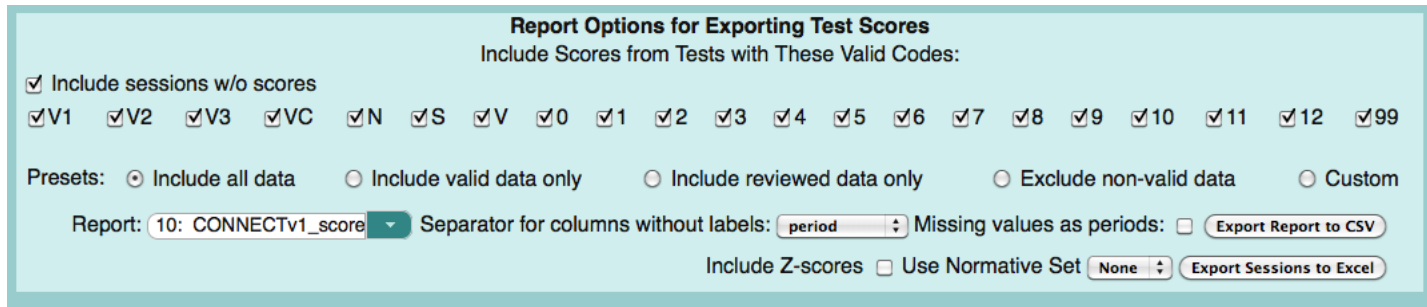 Report Options for Exporting Test Scores
Include Scores from Tests with These Valid Codes:
Include sessions w/o scores
V1 V2 V3 VC N S V 0 1 2 3 4 5 6 7 8 9 10 11 12 99
Presets: Include all data Include valid data only Include reviewed data only Exclude non-valid data Custom
Report: 10: CONNECTv1_score Separator for columns without labels: period Missing values as periods: Export Report to CSV
Include Z-scores Use Normative Set None Export Sessions to Excel